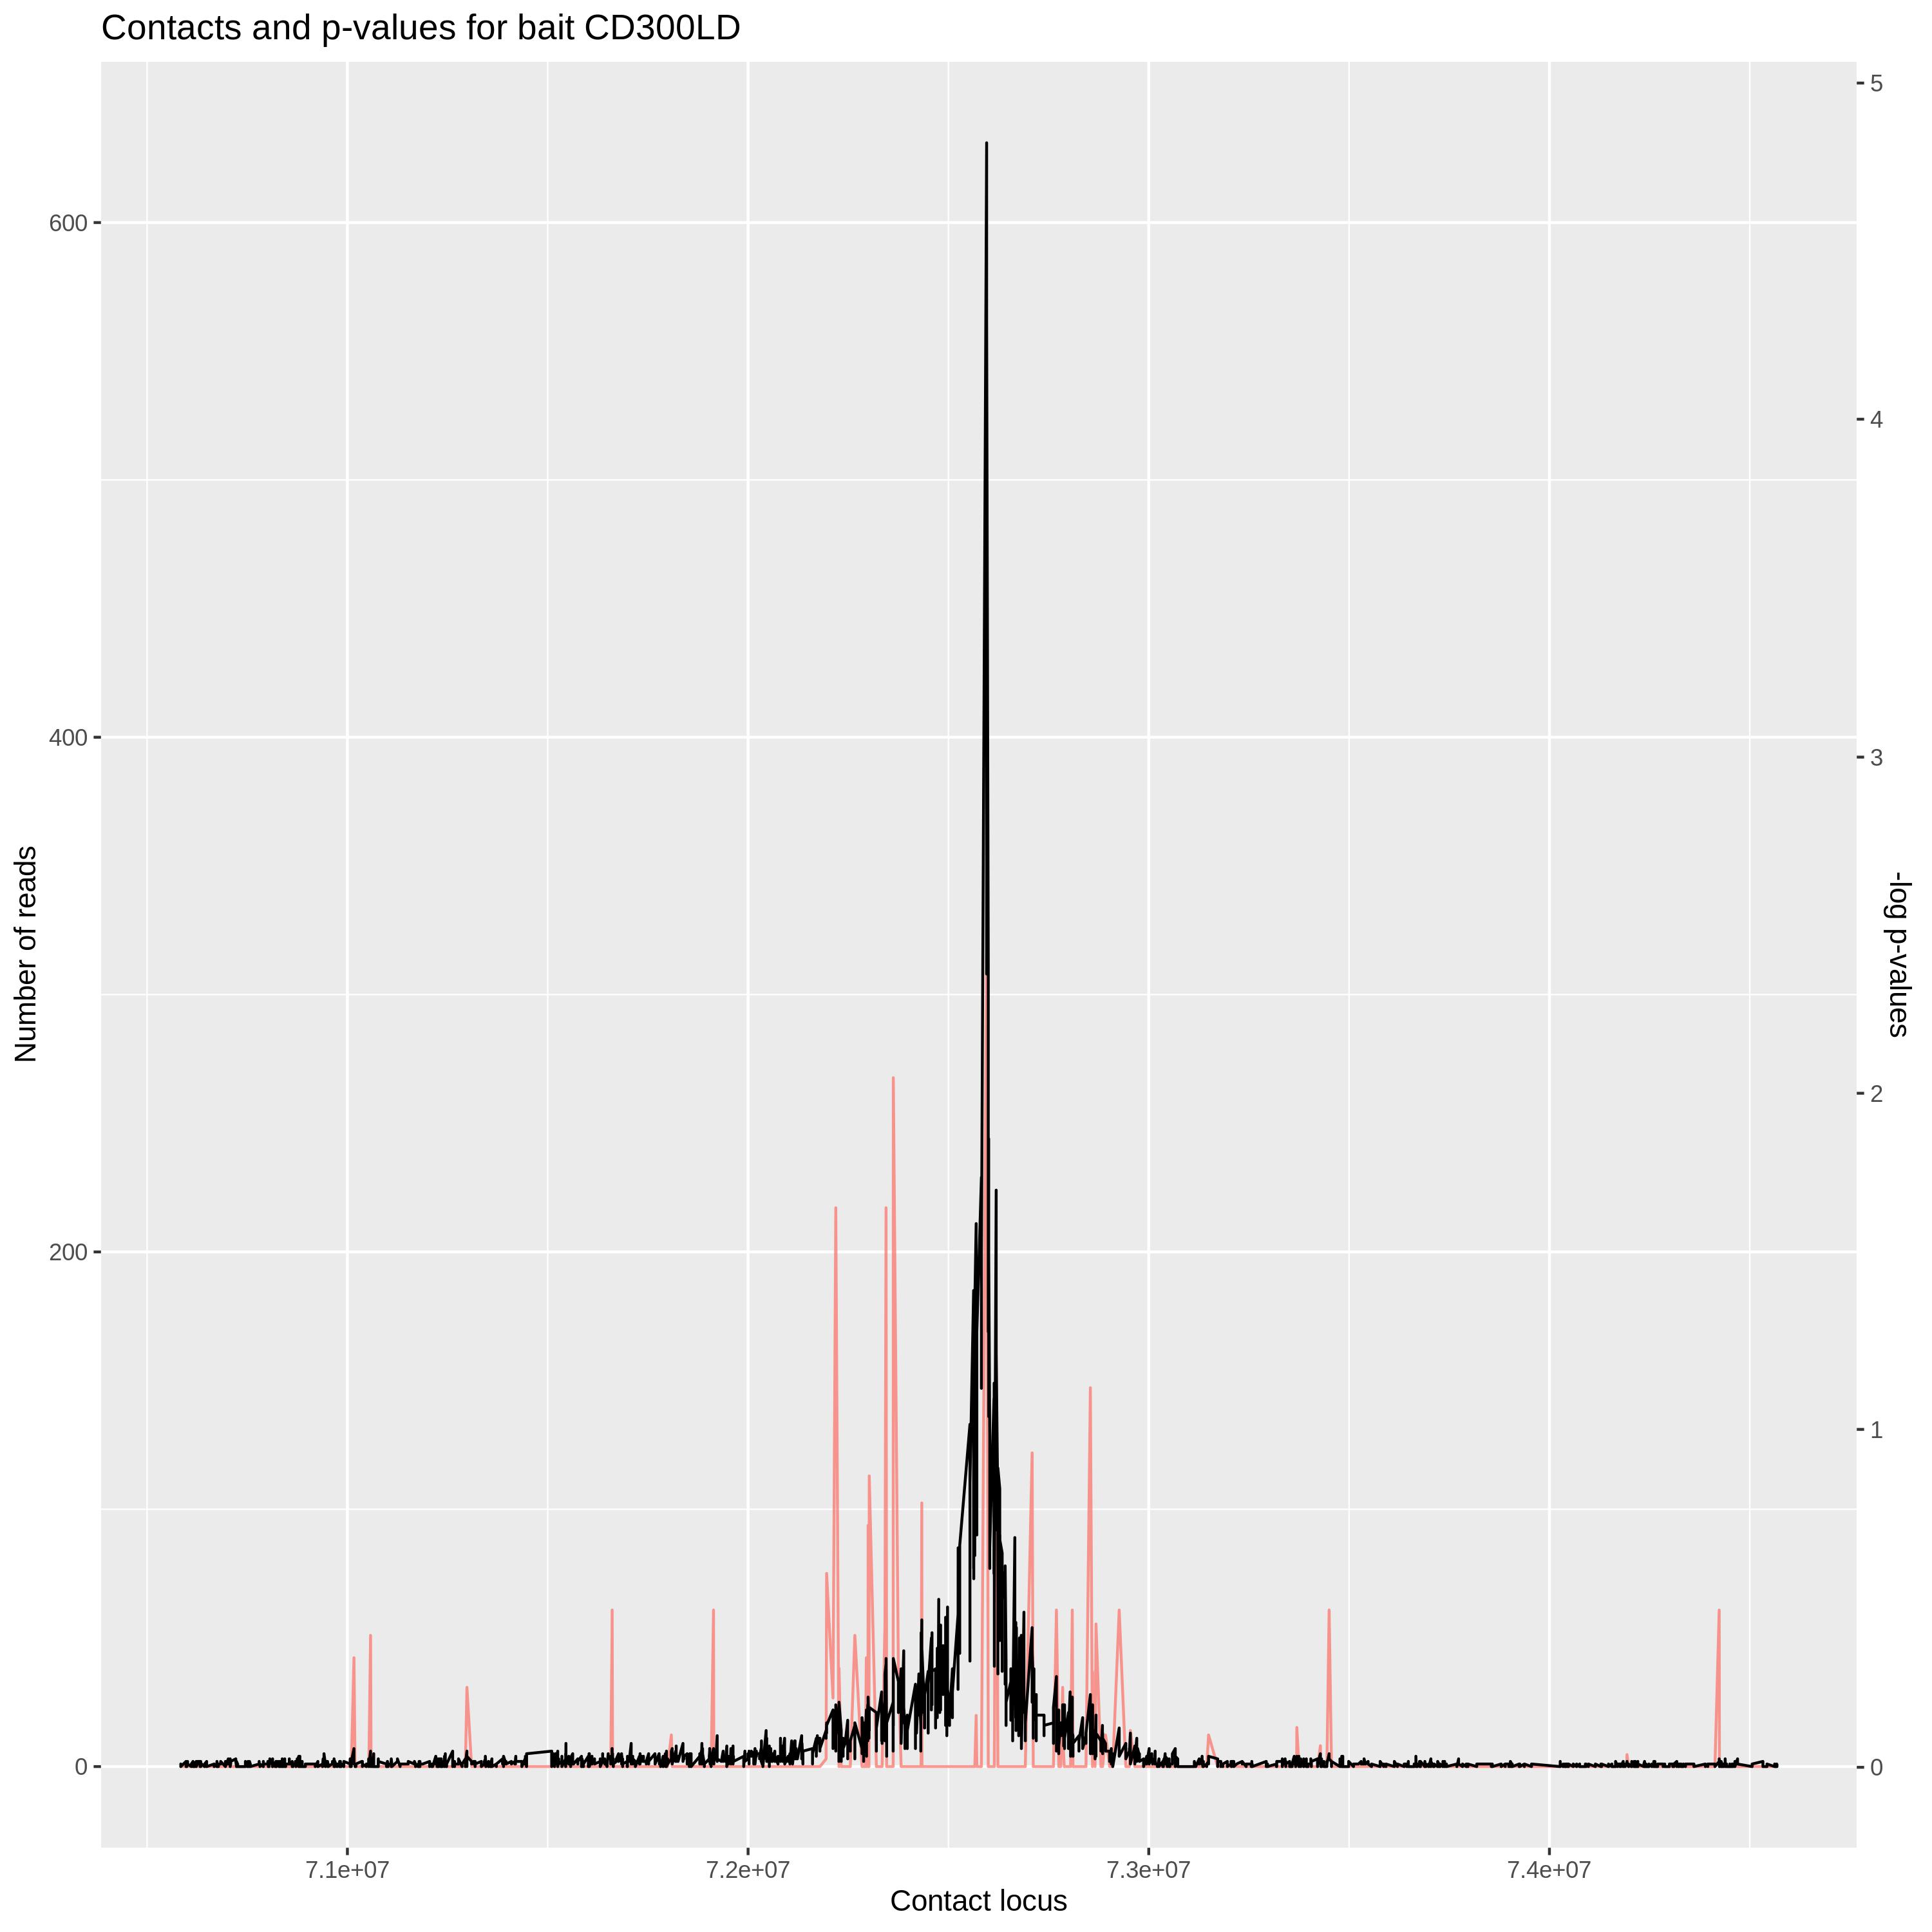 Contacts and p-values for bait CD300LD
5
600
4
400
3
Number of reads
-log p-values
2
200
1
0
0
7.1e+07 7.2e+07 7.3e+07 7.4e+07
Contact locus